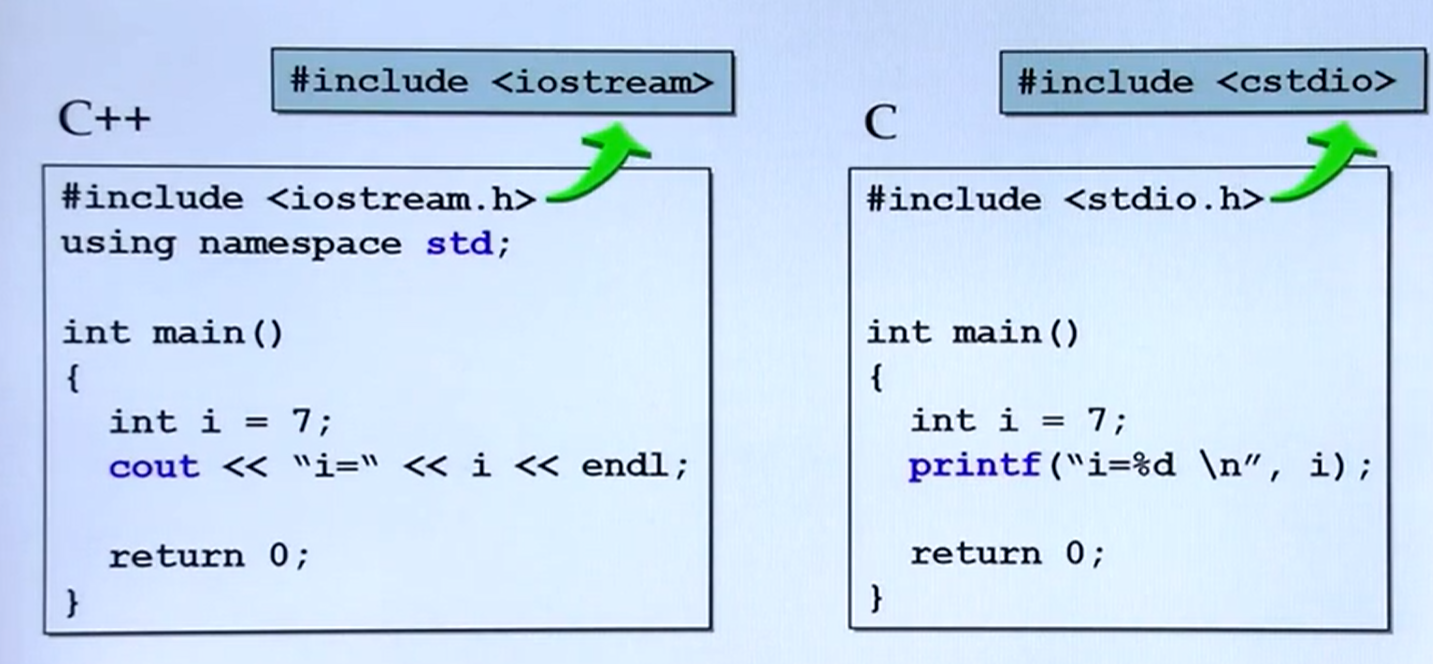 C++
#include <iostream>
#include <iostream.h>
using namespace std;
int main()
{
int i = 7;
cout << "i=" << i << endl;
return 0;
}
C
#include <cstdio>
#include <stdio.h>
int main()
{
int i = 7;
printf("i=%d \n", i);
return 0;
}